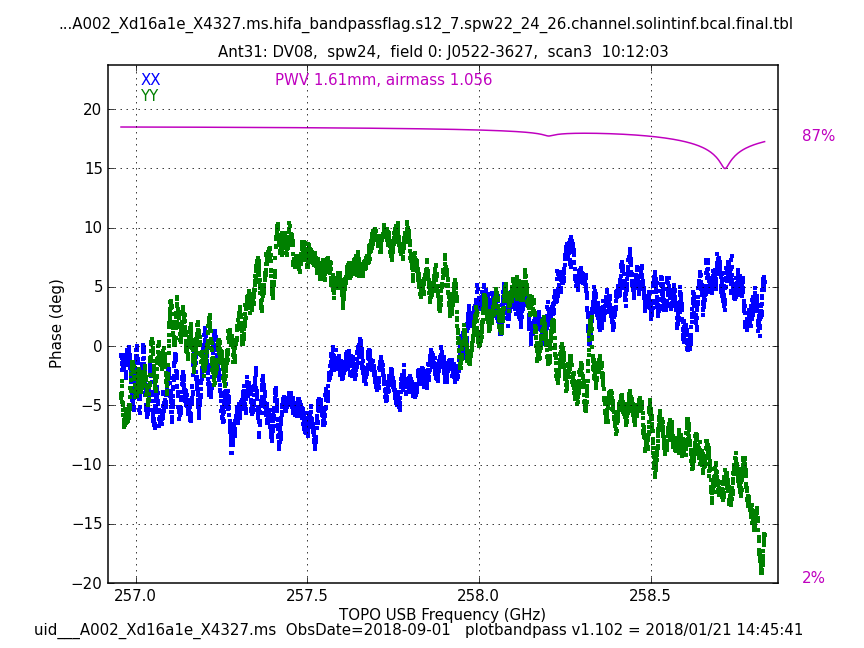 ...A002_Xd16a1e_X4327.ms.hifa_bandpassflag.s12_7.spw22_24_26.channel.solintinf.bcal.final.tbl
Ant31: DV08, spw24, field 0: J0522-3627, scan3 10:12:03
XX
PWV 1.61mm, airmass 1.056
YY
20
15
10
5
0
−5
−10
−15
−20
87%
2%
Phase (deg)
257.0
257.5
258.0
258.5
TOPO USB Frequency (GHz)
uid___A002_Xd16a1e_X4327.ms ObsDate=2018-09-01 plotbandpass v1.102 = 2018/01/21 14:45:41